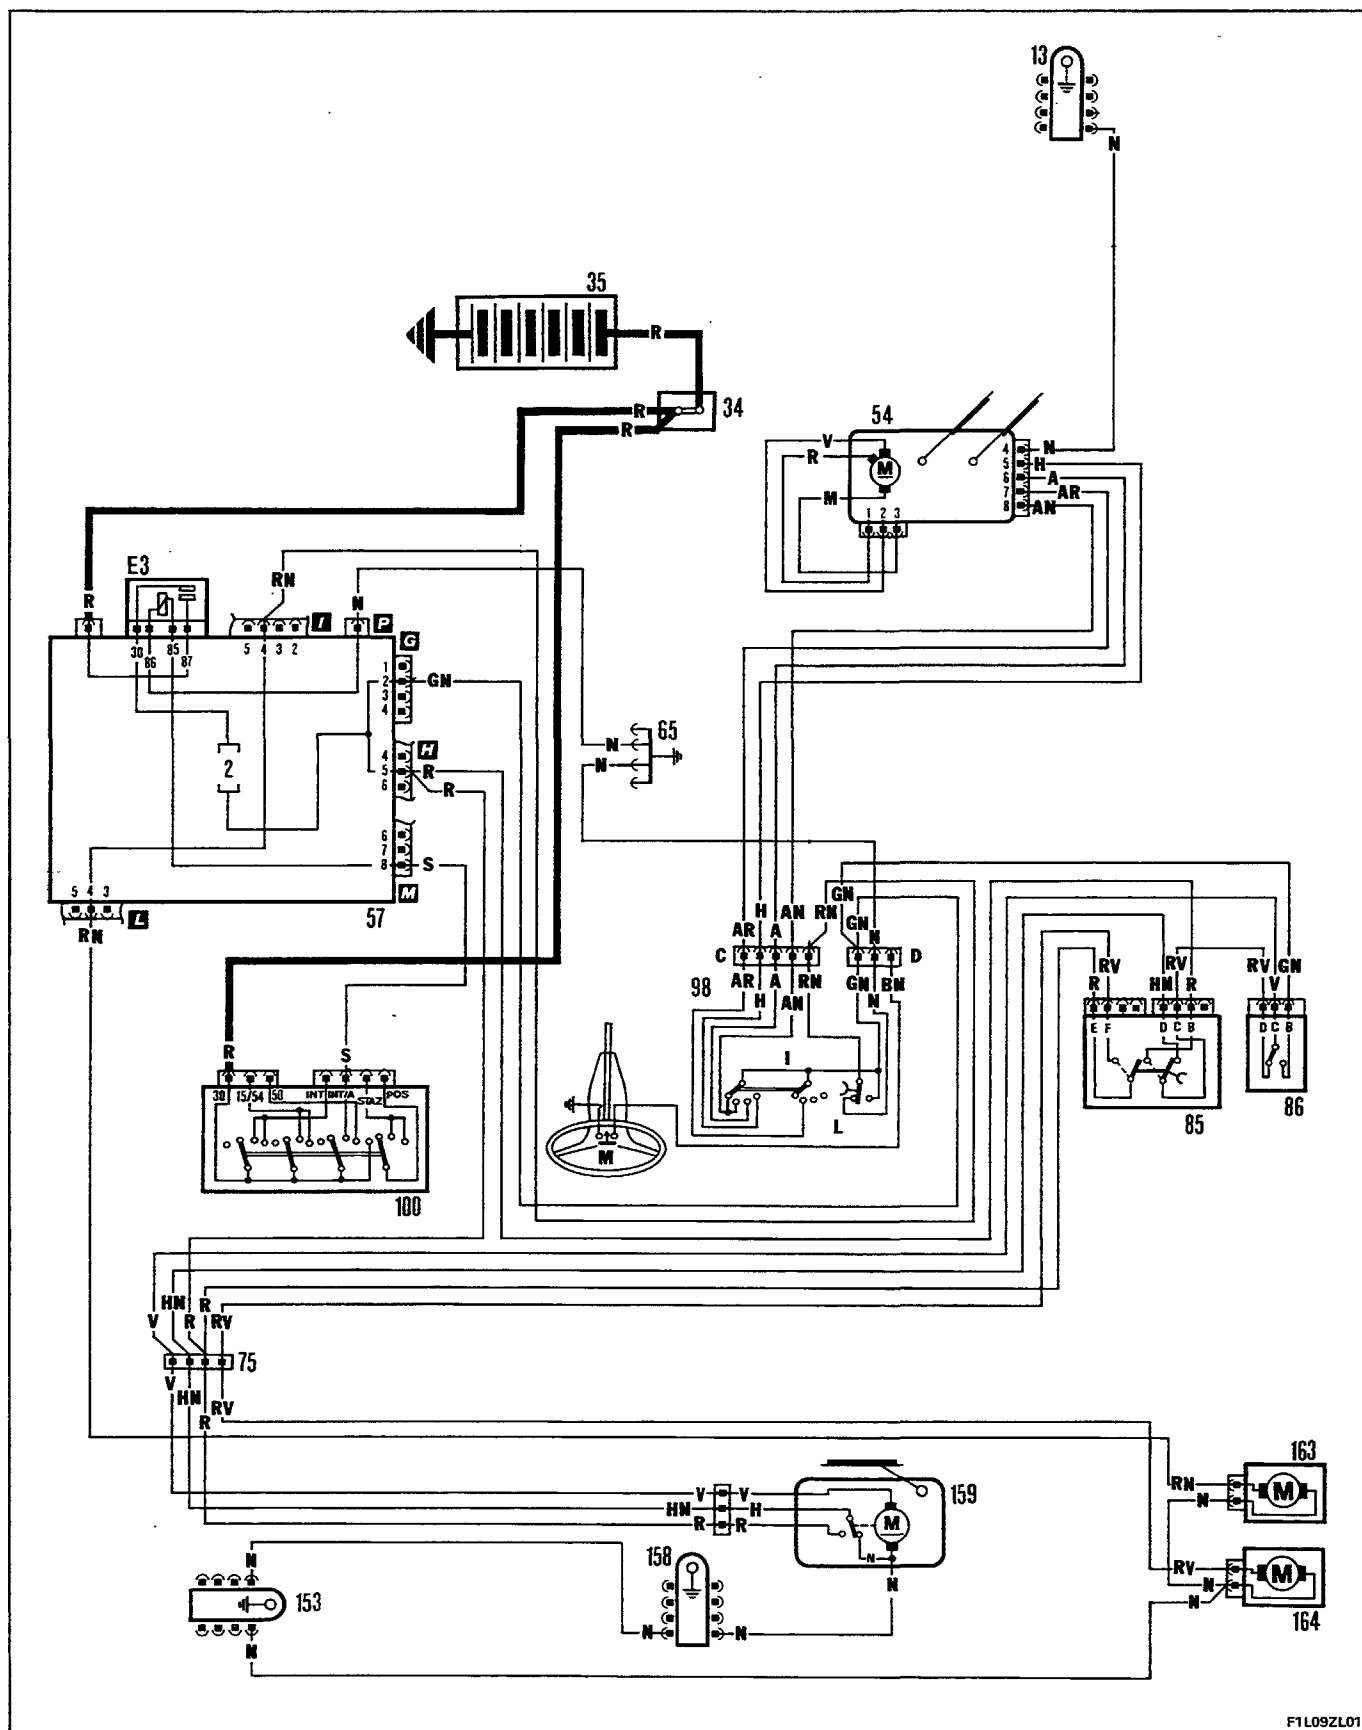 13
N
35
R
34
R
R
54
V
R
M
M
4 N
5 H
6 A
7 AR
8 AN
1 2 3
E3
RN
N
R
I
P
G
5 4 3 2
30 86 85 87
1
2 GN
3
4
65
N
N
2
H
4
5 R
6 R
6
7
8 S
M
5 4 3
L
57
RN
GN
H AN RN GN
AR A N
C D
98
AR A RN GN BN
H AN N
I
L
RV RV RV GN
R HN R V
E F D C B
85
D C B
86
R
S
30 15/54 50
INT INT/A STAZ POS
100
M
HN R
V R RV
75
V HN RV
R
163
RN
N
M
159
V V
HN H
R R
M
N
N
158
N N
N
153
N
RV
N
N
M
164
F1L09ZL01